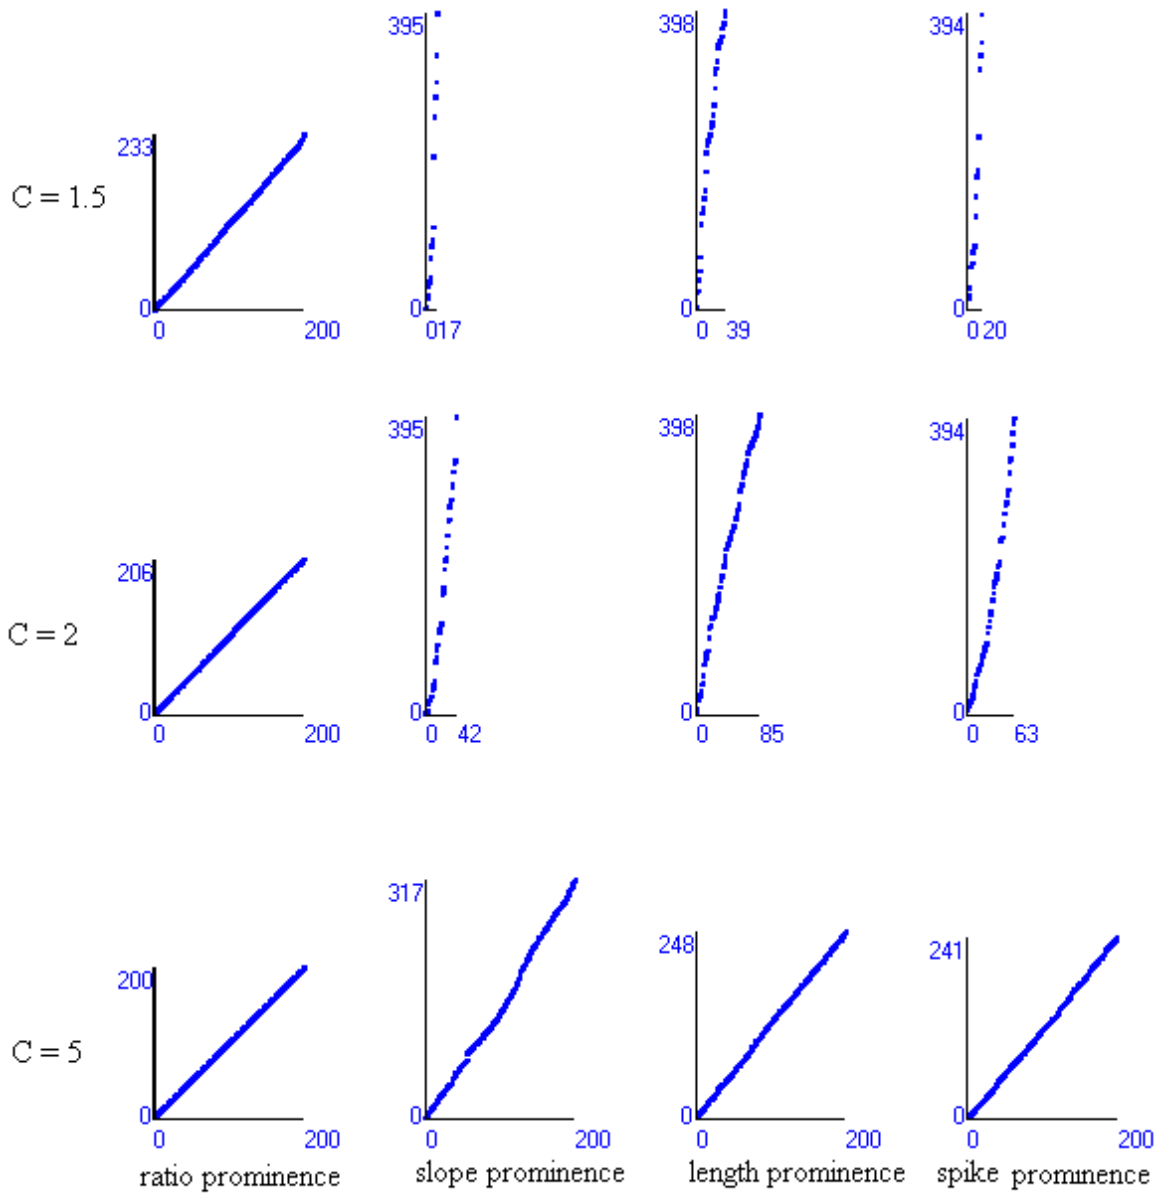 395 398 394
233
C = 1.5
0 0 0 0
0 200 017 0 39 020
395 398 394
206
C = 2
0 0 0 0
0 200 0 42 0 85 0 63
317
248 241
200
C = 5
0 0 0 0
0 200 0 200 0 200 0 200
ratio prominence slope prominence length prominence spike prominence